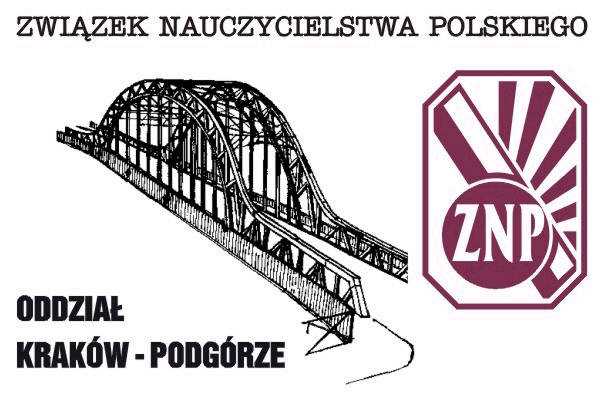 ZWIĄZEK NAUCZYCIELSTWA POLSKIEGO
ZNP
ODDZIAŁ
KRAKÓW - PODGÓRZE